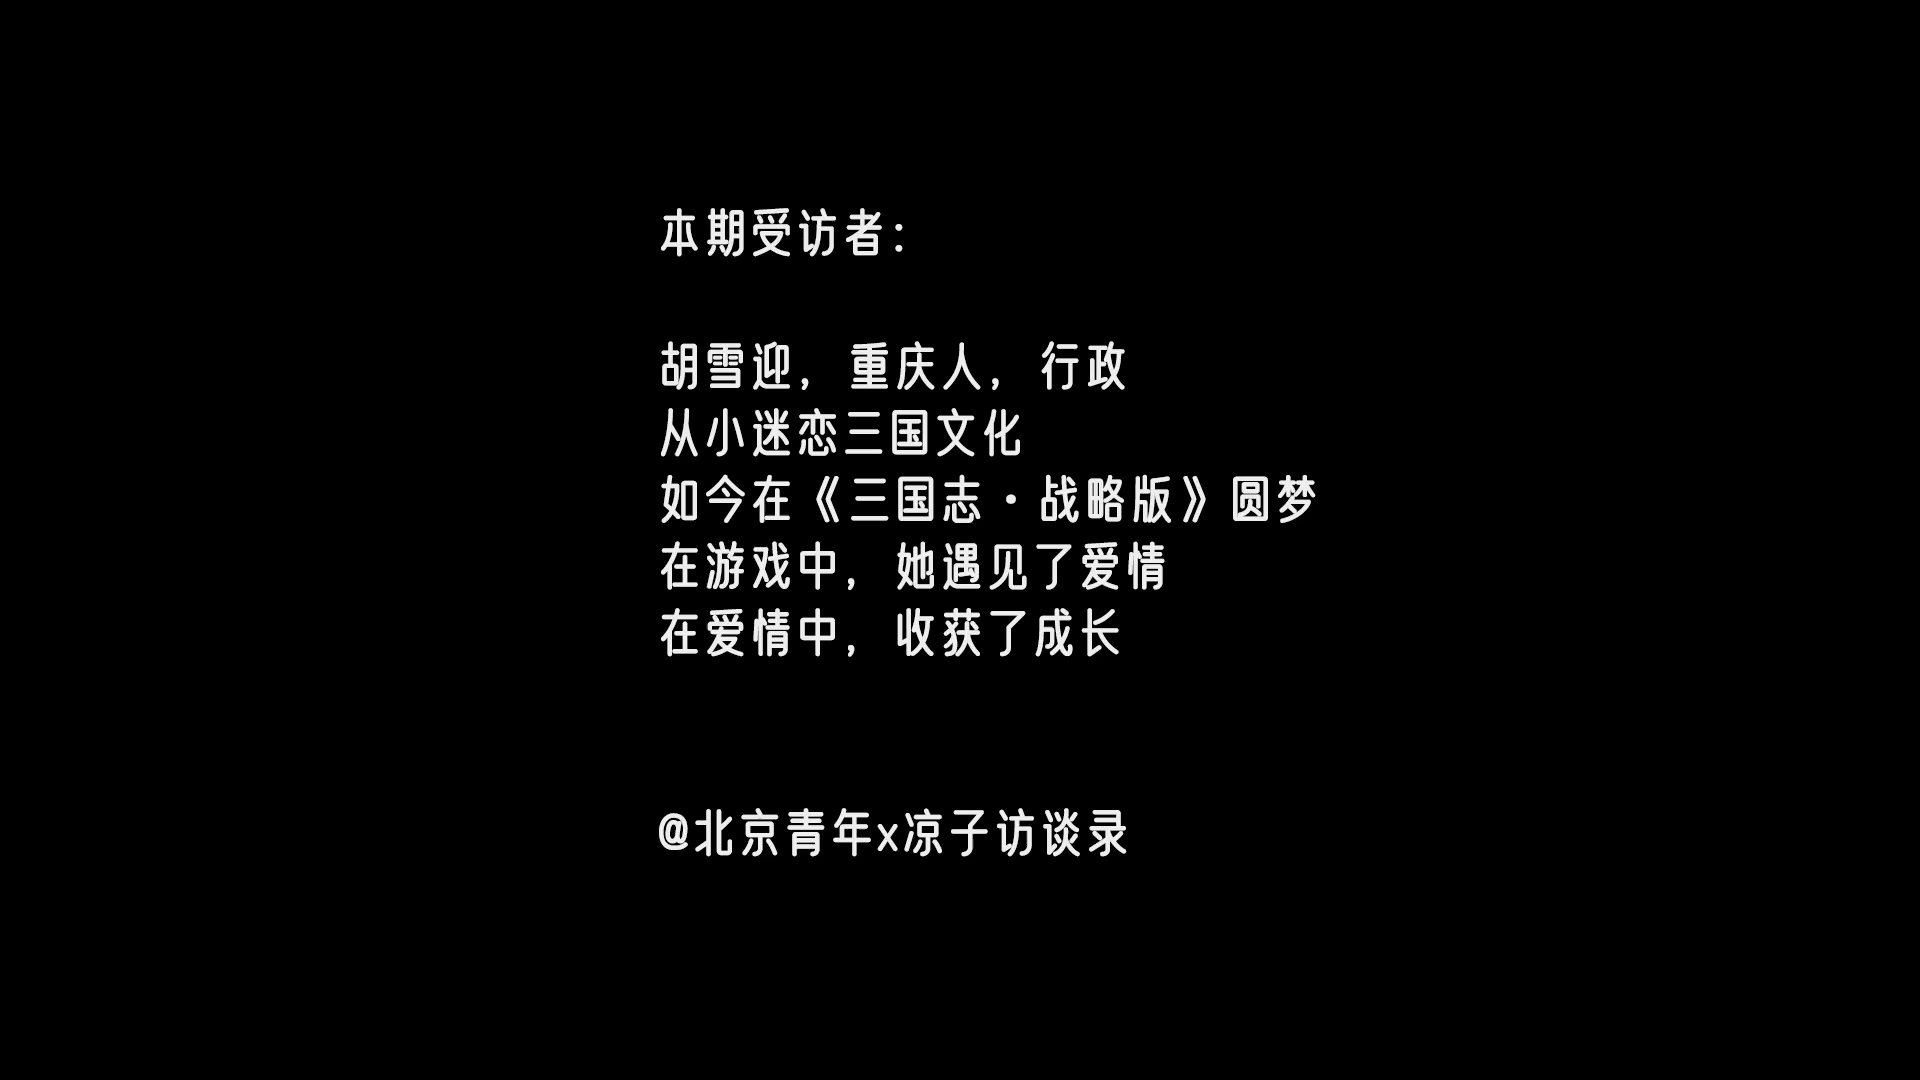 本期受访者：
胡雪迎，重庆人，行政
从小迷恋三国文化
如今在《三国志·战略版》圆梦
在游戏中，她遇见了爱情
在爱情中，收获了成长
@北京青年x凉子访谈录